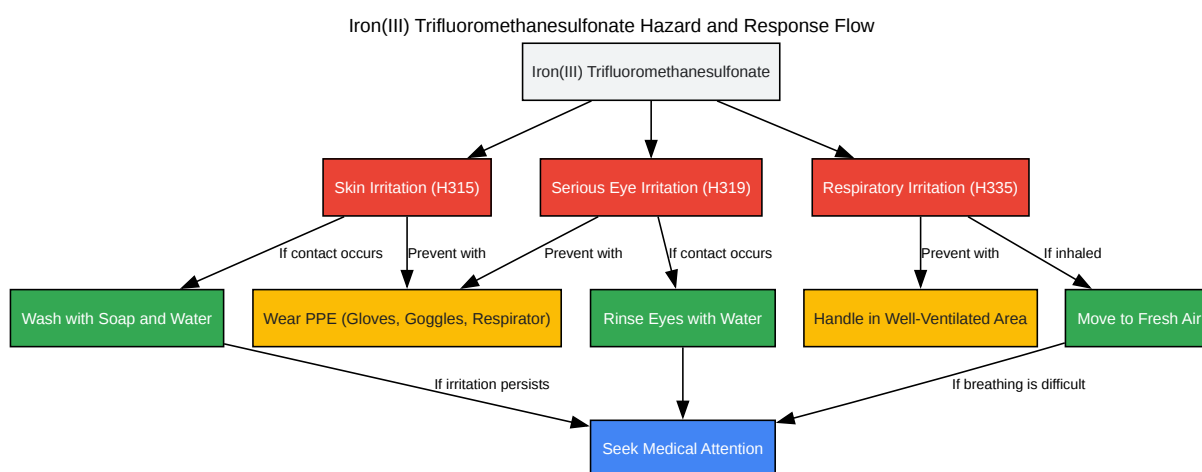 Iron(III) Trifluoromethanesulfonate Hazard and Response Flow
Iron(III) Trifluoromethanesulfonate
Skin Irritation (H315)
Serious Eye Irritation (H319)
Respiratory Irritation (H335)
If contact occurs
Prevent with
Prevent with
If contact occurs
Prevent with
If inhaled
Wash with Soap and Water
Wear PPE (Gloves, Goggles, Respirator)
Rinse Eyes with Water
Handle in Well-Ventilated Area
Move to Fresh Air
If irritation persists
If breathing is difficult
Seek Medical Attention